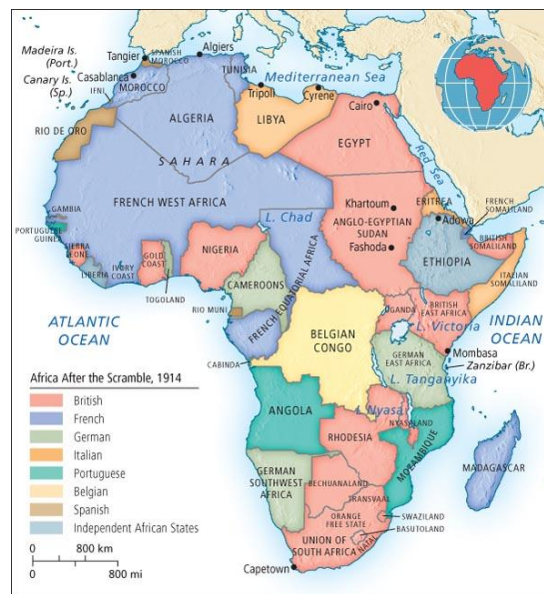 Madeira Is.
(Port.)
Tangier
SPANISH
MOROCCO
Algiers
Canary Is.
(Sp.)
Casablanca
IFNI
MOROCCO
TUNISIA
Mediterranean Sea
Tripoli
Cyrene
Cairo
RIO DE ORO
ALGERIA
LIBYA
EGYPT
SAHARA
Red Sea
FRENCH WEST AFRICA
L. Chad
Khartoum
ANGLO-EGYPTIAN
SUDAN
Fashoda
ERITREA
Adowa
FRENCH
SOMALILAND
BRITISH
SOMALILAND
GAMBIA
PORTUGUESE
GUINEA
SIERRA
LEONE
LIBERIA
IVORY
COAST
GOLD
COAST
TOGOLAND
NIGERIA
CAMEROONS
FRENCH EQUATORIAL AFRICA
ETHIOPIA
ITALIAN
SOMALILAND
RIO MUNI
UGANDA
BRITISH
EAST AFRICA
L. Victoria
ATLANTIC
OCEAN
INDIAN
OCEAN
BELGIAN
CONGO
CABINDA
GERMAN
EAST AFRICA
Mombasa
Zanzibar (Br.)
L. Tanganyika
Africa After the Scramble, 1914
British
French
German
Italian
Portuguese
Belgian
Spanish
Independent African States
0 800 km
0 800 mi
ANGOLA
L. Nyasa
NYASALAND
RHODESIA
MOZAMBIQUE
MADAGASCAR
GERMAN
SOUTHWEST
AFRICA
BECHUANALAND
TRANSVAAL
ORANGE
FREE STATE
SWAZILAND
BASUTOLAND
UNION OF
SOUTH AFRICA
NATAL
Capetown